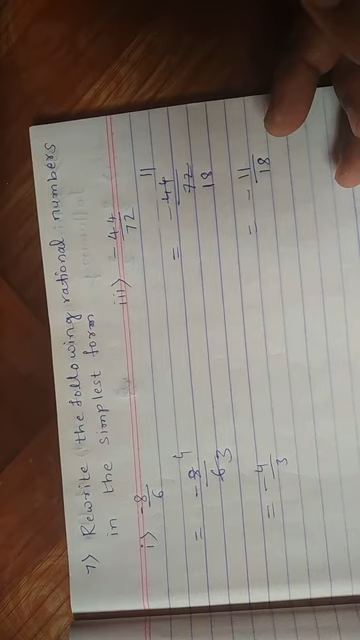 7) Rewrite the following rational numbers
in the simplest form
i) -8/6 iii) -44/72
= -8 4/6 3 = -44 11/72 18
= -4/3 = -11/18